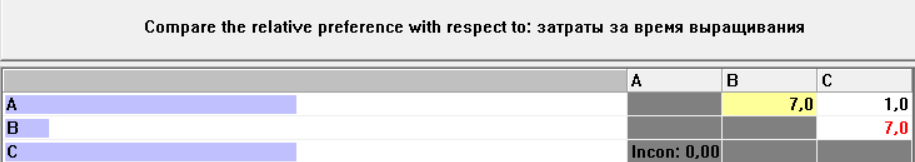 Compare the relative preference with respect to: затраты за время выращивания
A B C
A 7,0 1,0
B 7,0
C Incon: 0,00